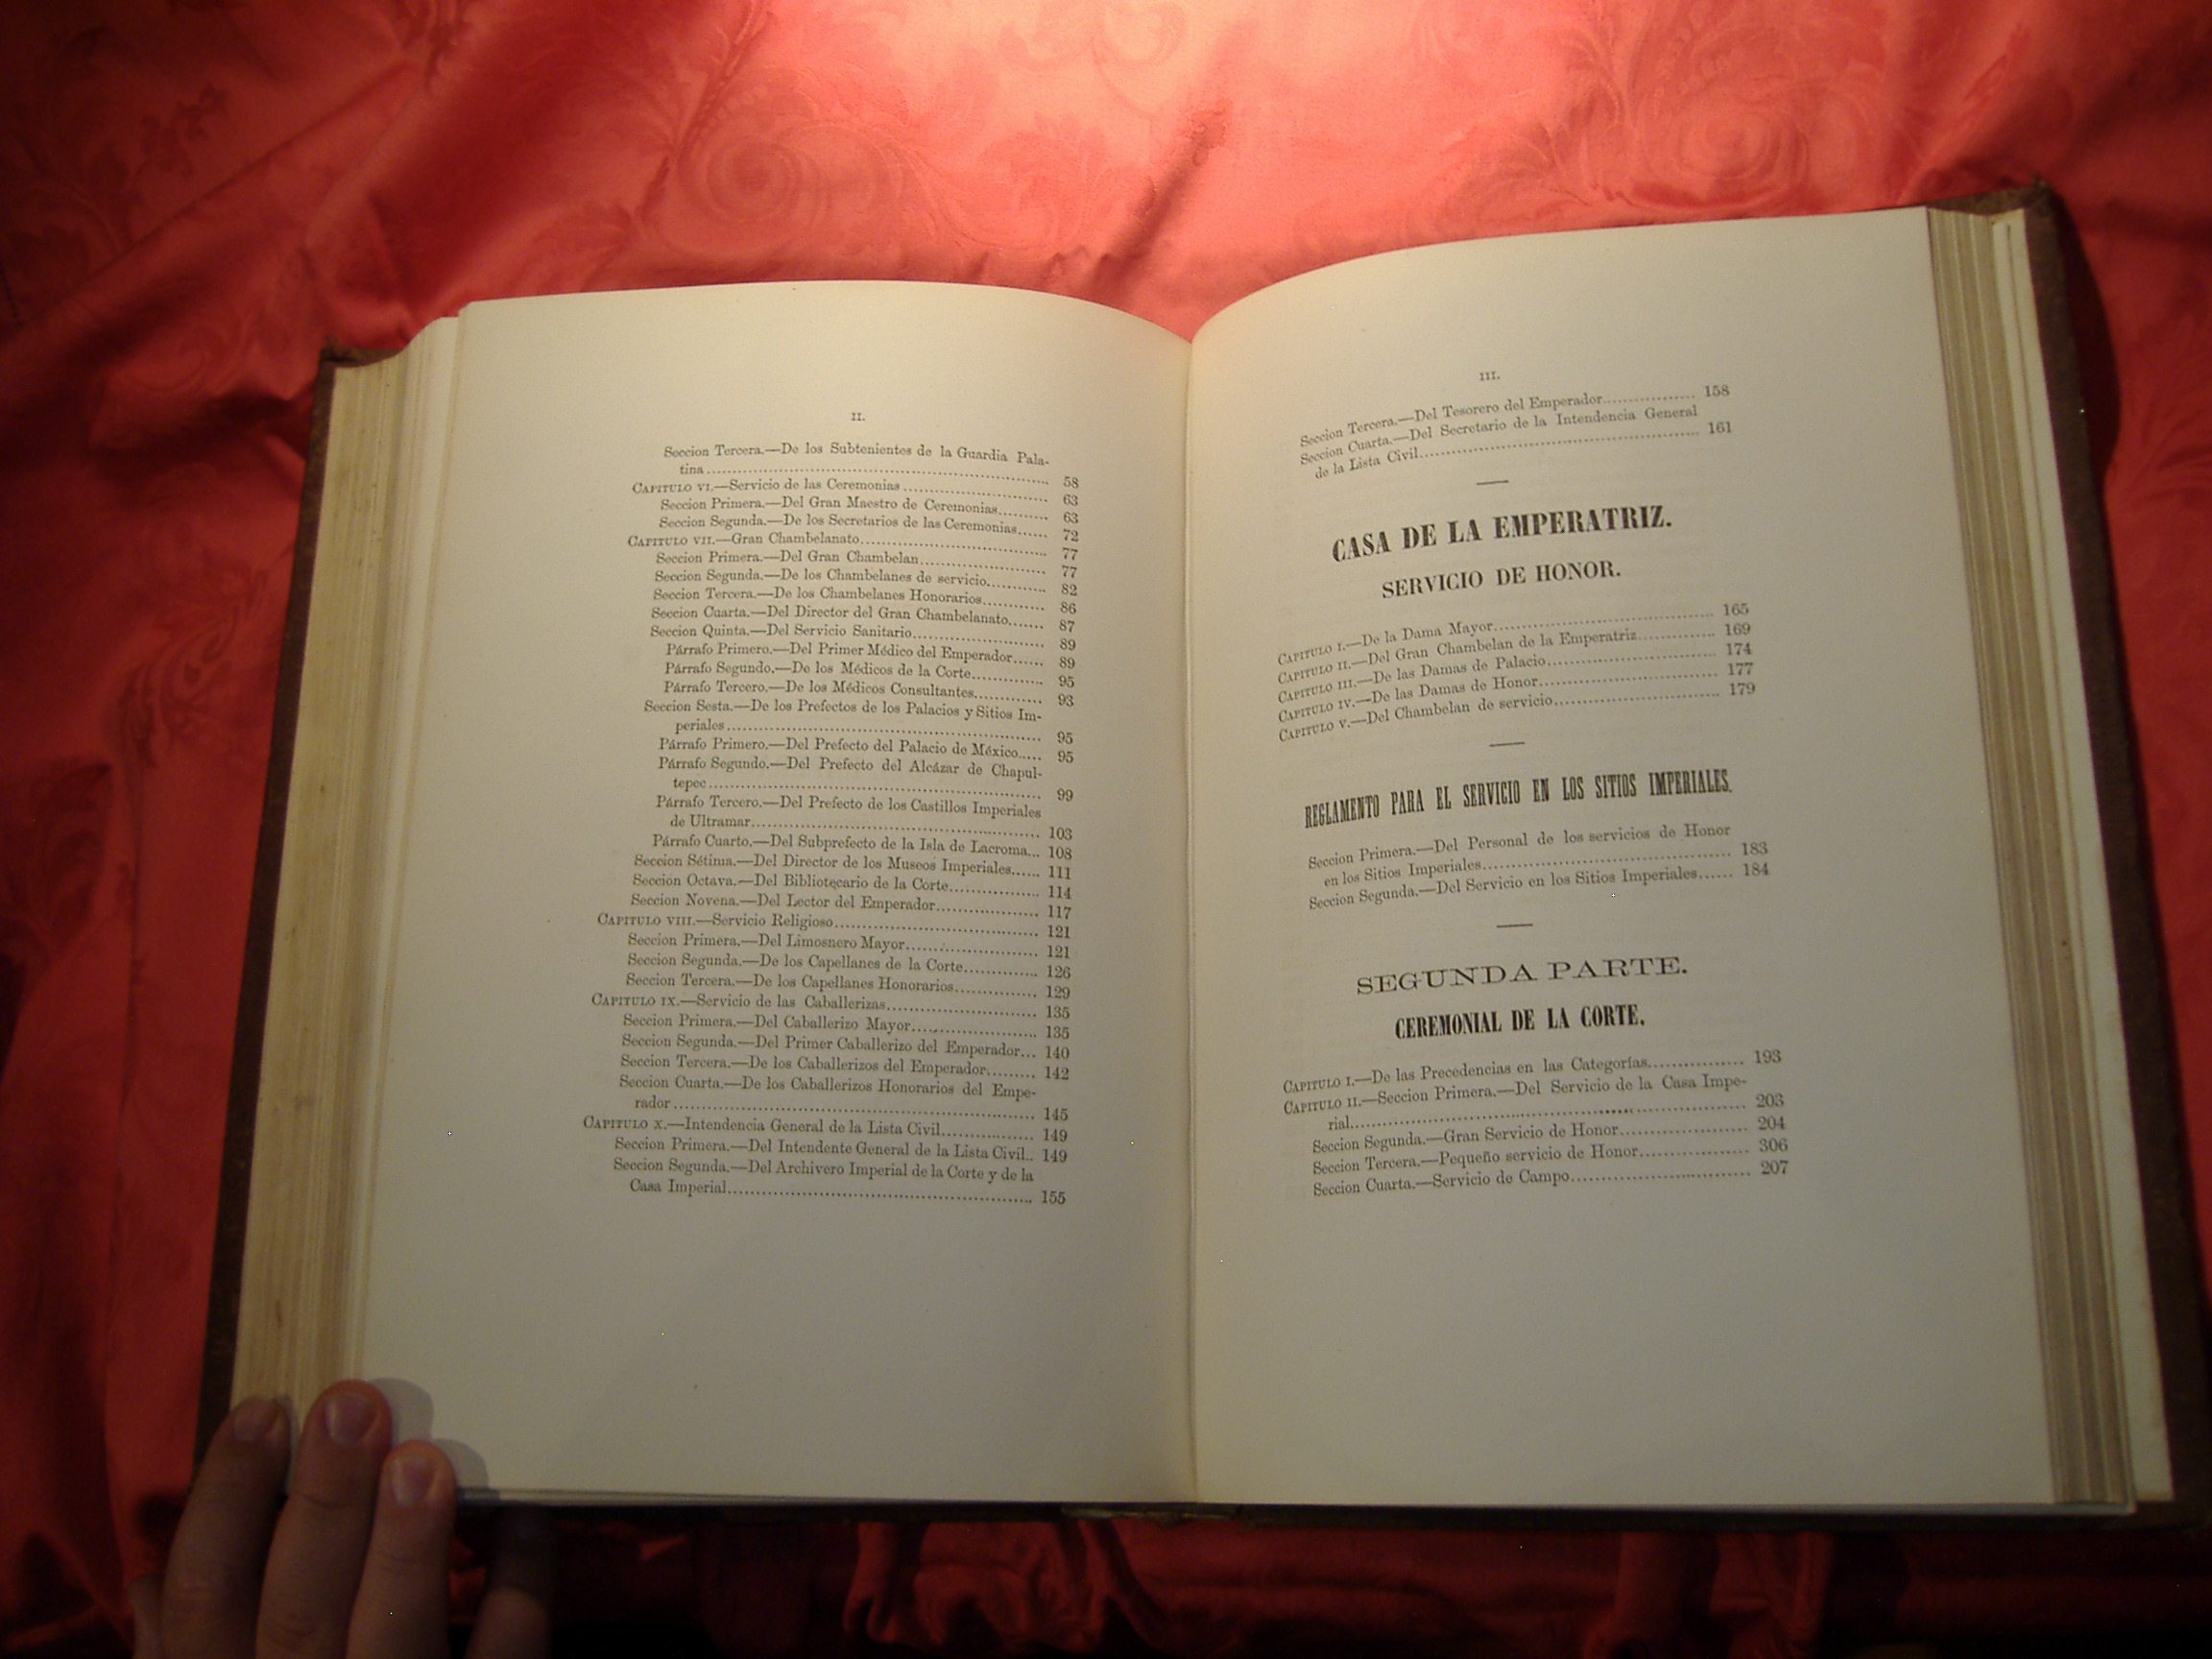 II.
Seccion Tercera.—De los Subtenientes de la Guardia Pala-
tina .......... 58
CAPITULO VI.—Servicio de las Ceremonias .......... 63
Seccion Primera.—Del Gran Maestro de Ceremonias.......... 63
Seccion Segunda.—De los Secretarios de las Ceremonias...... 72
CAPITULO VII.—Gran Chambelanato.......... 77
Seccion Primera.—Del Gran Chambelan.......... 77
Seccion Segunda.—De los Chambelanes de servicio.......... 82
Seccion Tercera.—De los Chambelanes Honorarios.......... 86
Seccion Cuarta.—Del Director del Gran Chambelanato....... 87
Seccion Quinta.—Del Servicio Sanitario.......... 89
Párrafo Primero.—Del Primer Médico del Emperador...... 89
Párrafo Segundo.—De los Médicos de la Corte.......... 95
Párrafo Tercero.—De los Médicos Consultantes.......... 93
Seccion Sesta.—De los Prefectos de los Palacios y Sitios Im-
periales .......... 95
Párrafo Primero.—Del Prefecto del Palacio de México..... 95
Párrafo Segundo.—Del Prefecto del Alcázar de Chapul-
tepec .......... 99
Párrafo Tercero.—Del Prefecto de los Castillos Imperiales
de Ultramar.......... 103
Párrafo Cuarto.—Del Subprefecto de la Isla de Lacroma... 108
Seccion Sétima.—Del Director de los Museos Imperiales...... 111
Seccion Octava.—Del Bibliotecario de la Corte.......... 114
Seccion Novena.—Del Lector del Emperador.......... 117
CAPITULO VIII.—Servicio Religioso.......... 121
Seccion Primera.—Del Limosnero Mayor.......... 121
Seccion Segunda.—De los Capellanes de la Corte.......... 126
Seccion Tercera.—De los Capellanes Honorarios.......... 129
CAPITULO IX.—Servicio de las Caballerizas.......... 135
Seccion Primera.—Del Caballerizo Mayor.......... 135
Seccion Segunda.—Del Primer Caballerizo del Emperador... 140
Seccion Tercera.—De los Caballerizos del Emperador......... 142
Seccion Cuarta.—De los Caballerizos Honorarios del Empe-
rador .......... 145
CAPITULO X.—Intendencia General de la Lista Civil.......... 149
Seccion Primera.—Del Intendente General de la Lista Civil.. 149
Seccion Segunda.—Del Archivero Imperial de la Corte y de la
Casa Imperial.......... 155
III.
Seccion Tercera.—Del Tesorero del Emperador.......... 158
Seccion Cuarta.—Del Secretario de la Intendencia General
de la Lista Civil.......... 161
CASA DE LA EMPERATRIZ.
SERVICIO DE HONOR.
CAPITULO I.—De la Dama Mayor.......... 165
CAPITULO II.—Del Gran Chambelan de la Emperatriz.......... 169
CAPITULO III.—De las Damas de Palacio.......... 174
CAPITULO IV.—De las Damas de Honor.......... 177
CAPITULO V.—Del Chambelan de servicio.......... 179
REGLAMENTO PARA EL SERVICIO EN LOS SITIOS IMPERIALES.
Seccion Primera.—Del Personal de los servicios de Honor
en los Sitios Imperiales.......... 183
Seccion Segunda.—Del Servicio en los Sitios Imperiales...... 184
SEGUNDA PARTE.
CEREMONIAL DE LA CORTE.
CAPITULO I.—De las Precedencias en las Categorías.......... 193
CAPITULO II.—Seccion Primera.—Del Servicio de la Casa Impe-
rial.......... 203
Seccion Segunda.—Gran Servicio de Honor.......... 204
Seccion Tercera.—Pequeño servicio de Honor.......... 306
Seccion Cuarta.—Servicio de Campo.......... 207